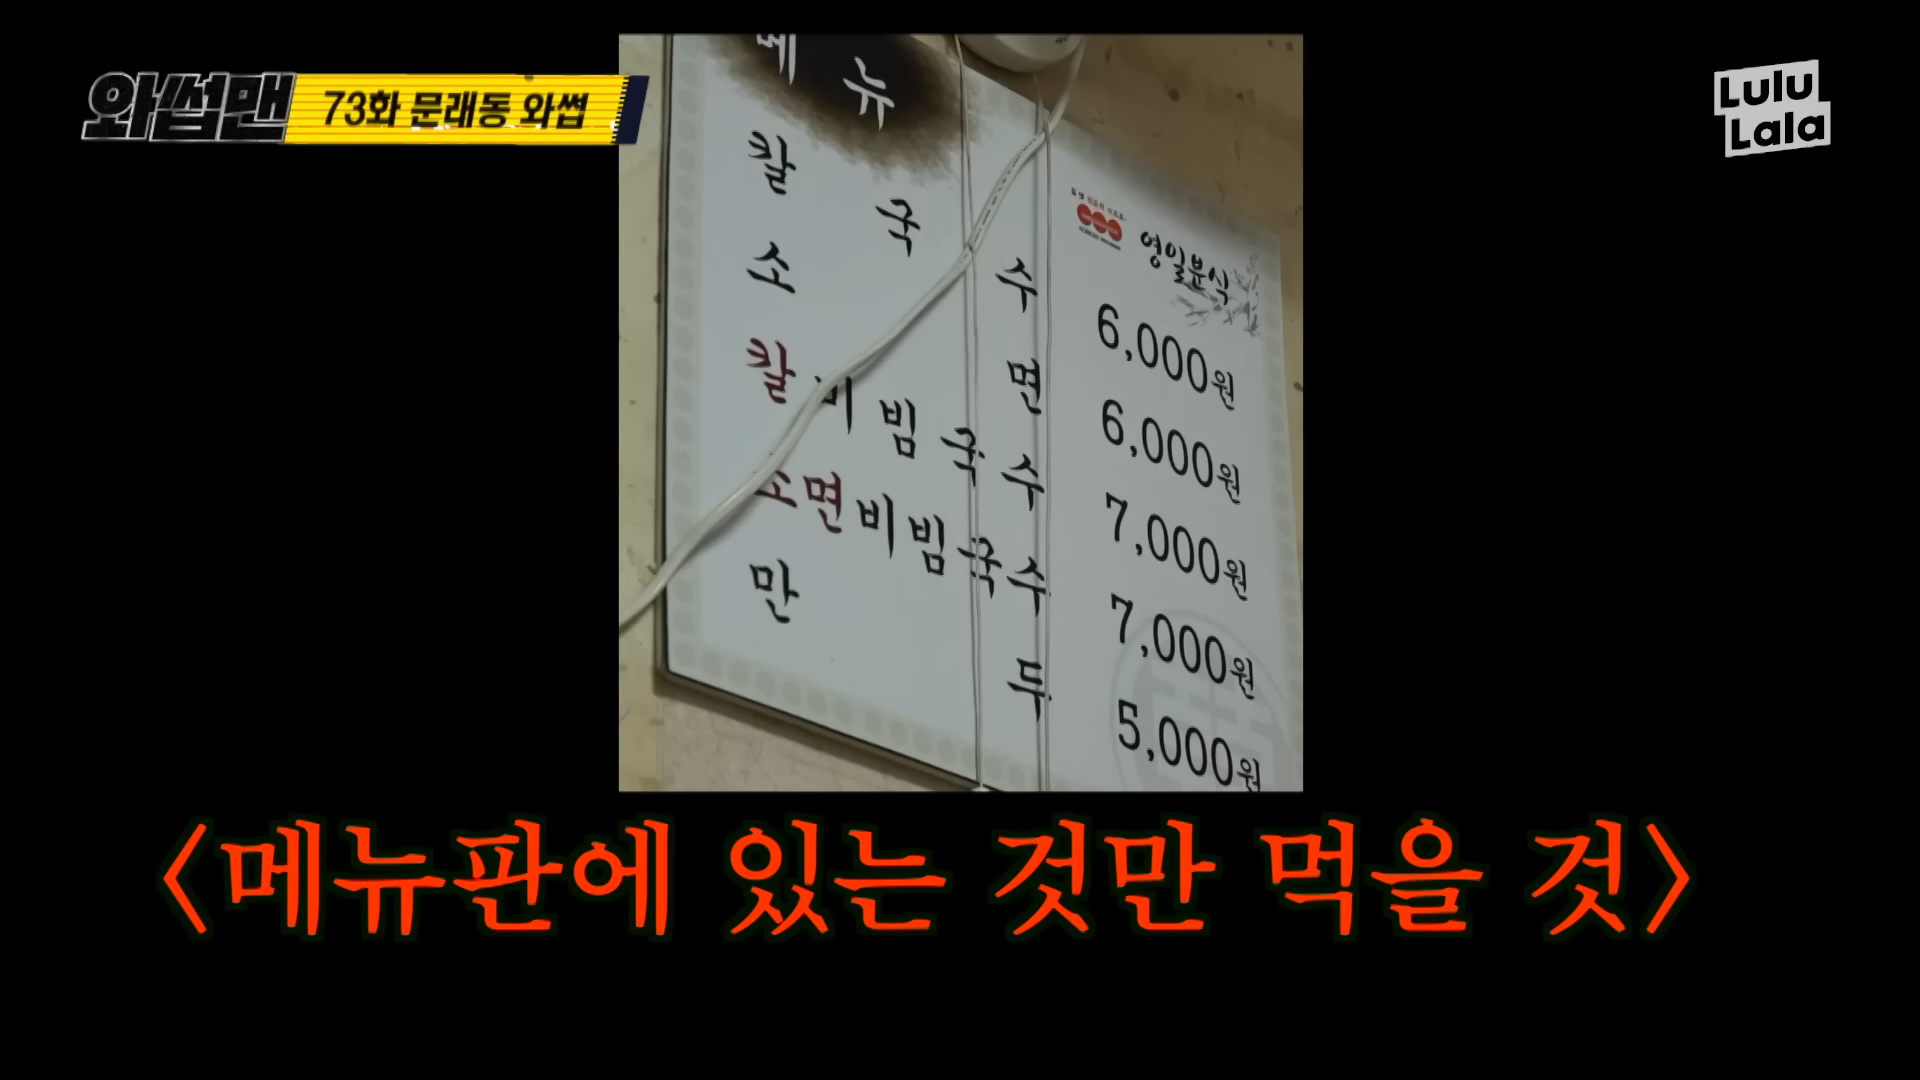 와썹맨
73화 문래동 와썹
Lulu
Lala
메뉴
영일분식
칼국수 6,000원
소면 6,000원
칼비빔국수 7,000원
소면비빔국수 7,000원
만두 5,000원
<메뉴판에 있는 것만 먹을 것>